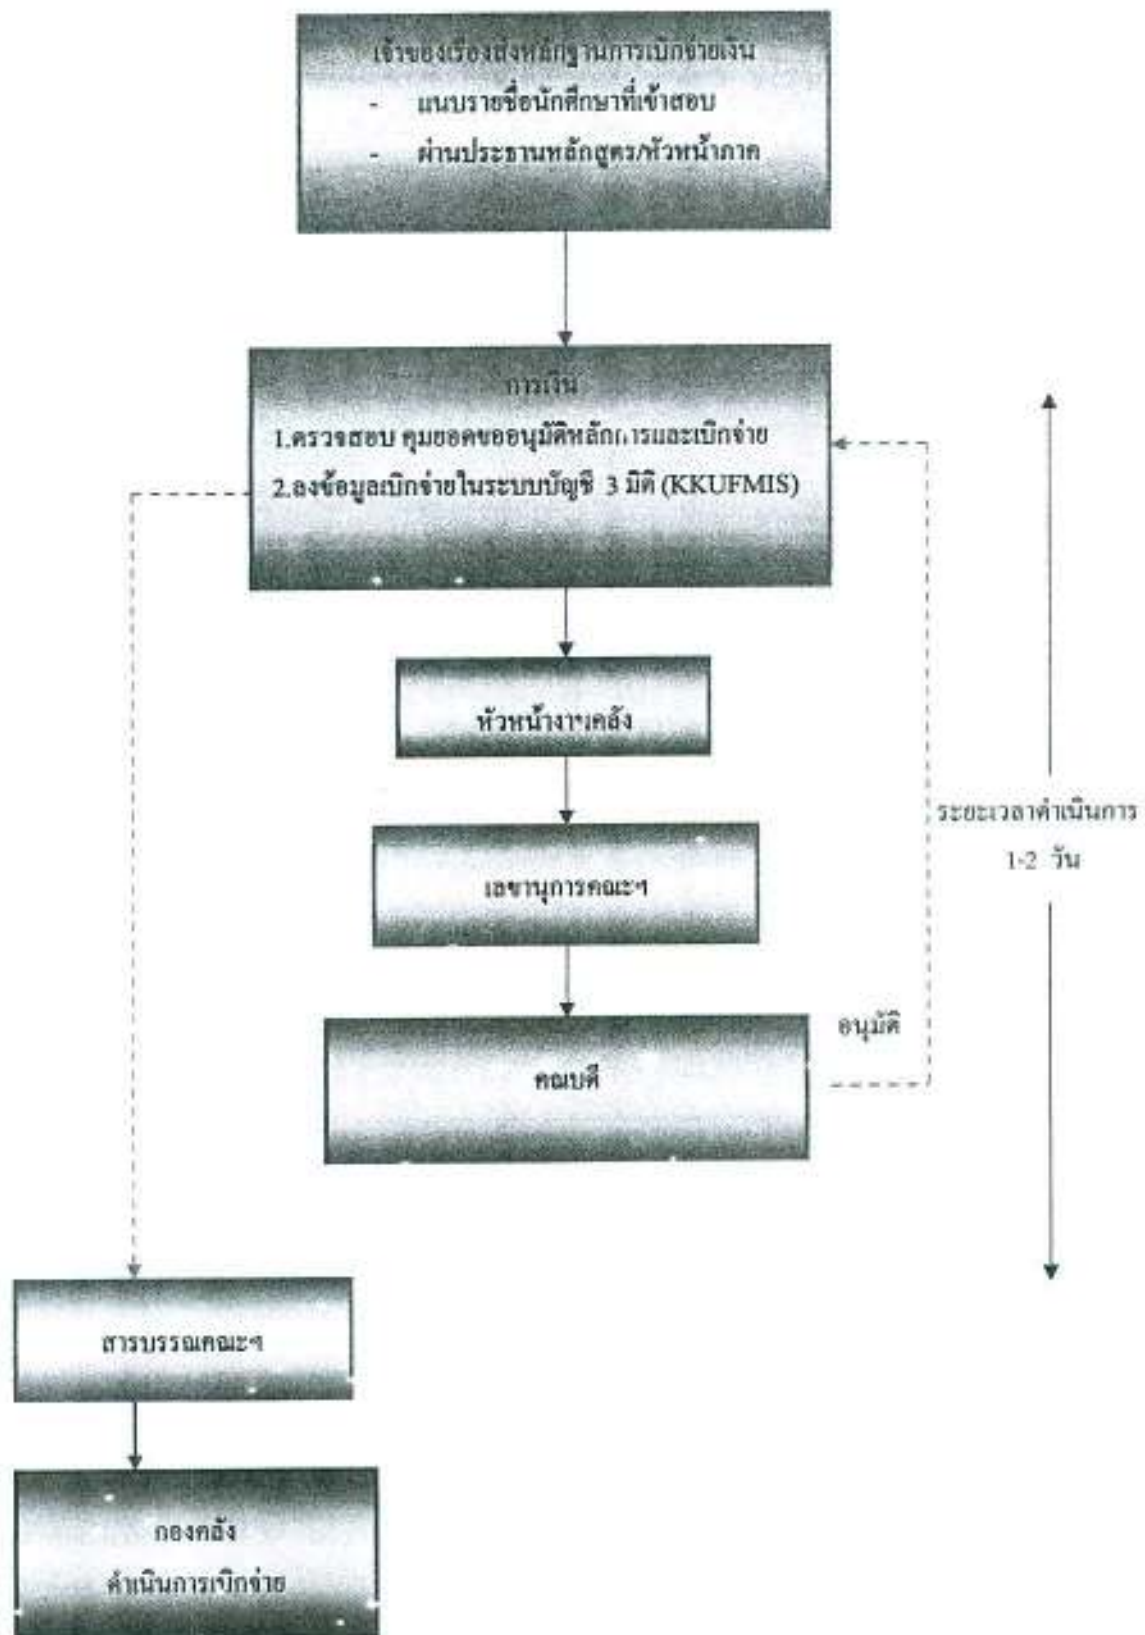 เจ้าของเรื่องส่งหลักฐานการเบิกจ่ายเงิน
- แนบรายชื่อนักศึกษาที่เข้าสอบ
- ผ่านประธานหลักสูตร/หัวหน้าภาค
การเงิน
1.ตรวจสอบ คุมยอดขออนุมัติหลักการและเบิกจ่าย
2.ลงข้อมูลเบิกจ่ายในระบบบัญชี 3 มิติ (KKUFMIS)
หัวหน้างานคลัง
ระยะเวลาดำเนินการ
1-2 วัน
เลขานุการคณะฯ
อนุมัติ
คณบดี
สารบรรณคณะฯ
กองคลัง
ดำเนินการเบิกจ่าย